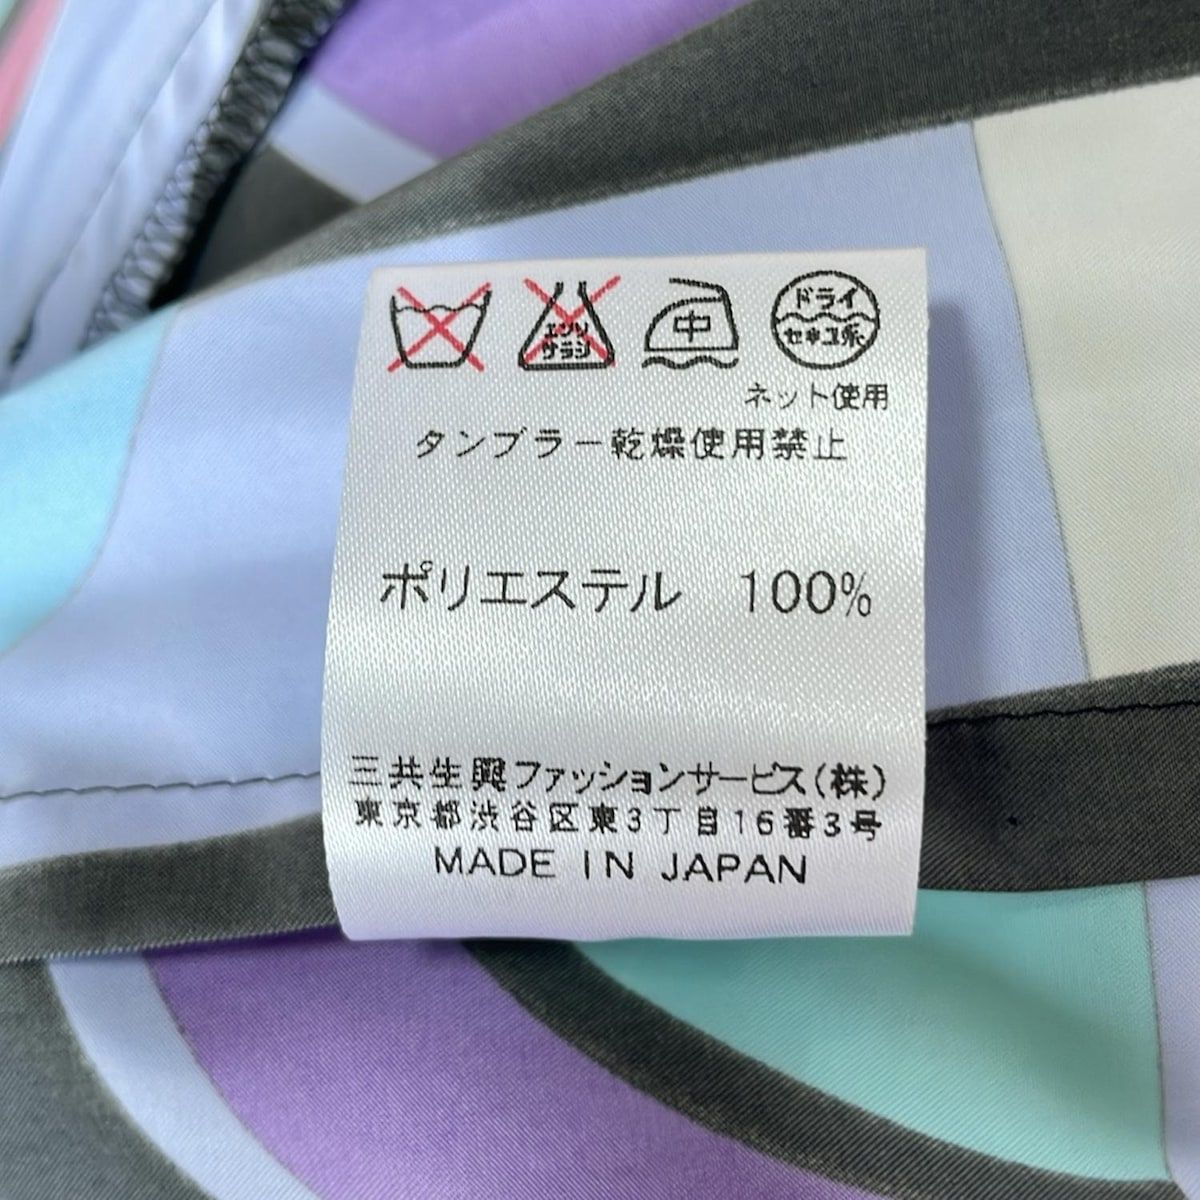 エンソ
サラシ
中
ドライ
セキユ系
ネット使用
タンブラー乾燥使用禁止
ポリエステル 100%
三共生興ファッションサービス(株)
東京都渋谷区東3丁目16番3号
MADE IN JAPAN